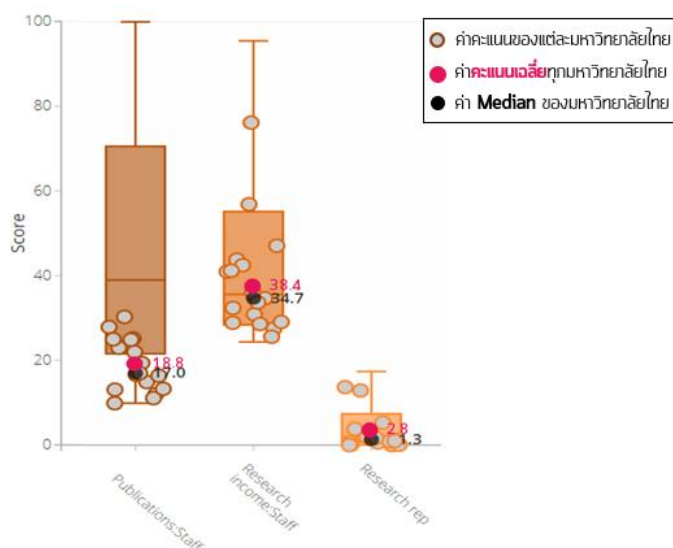 ค่าคะแนนของแต่ละมหาวิทยาลัยไทย
ค่าคะแนนเฉลี่ยทุกมหาวิทยาลัยไทย
ค่า Median ของมหาวิทยาลัยไทย
Score
100
80
60
40
20
0
18.8
17.0
38.4
34.7
2.8
1.3
Publications:Staff
Research
income:Staff
Research rep